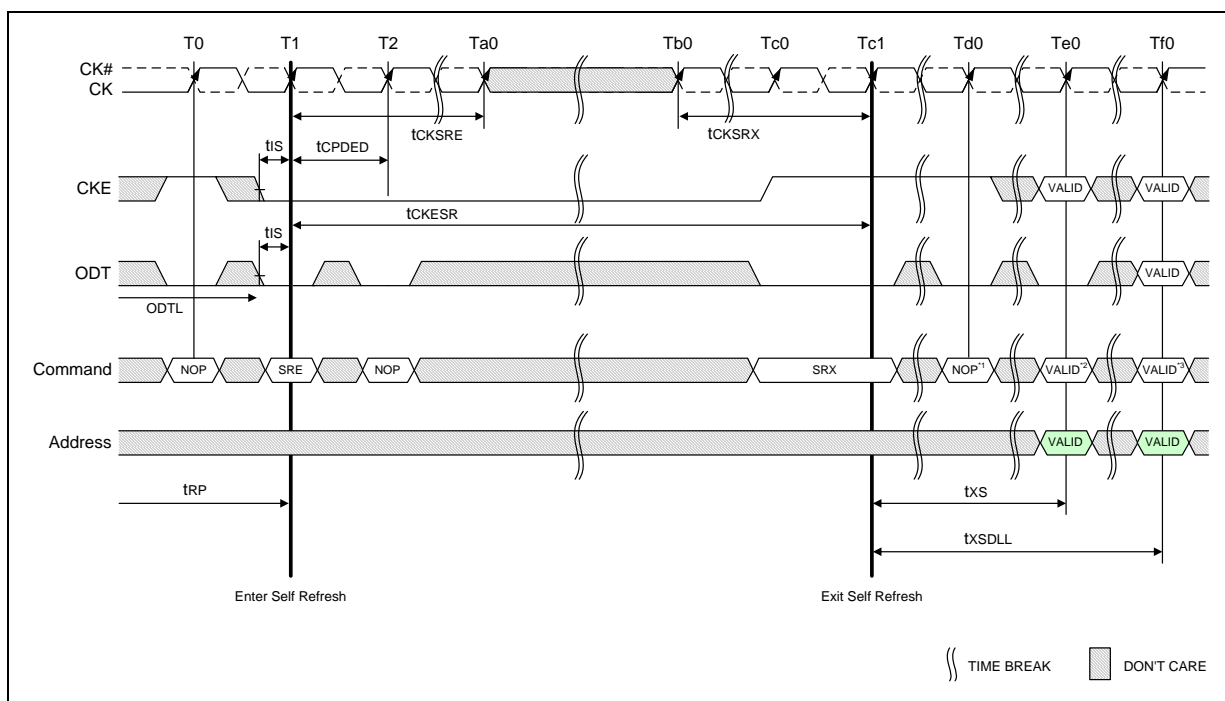 T0 T1 T2 Ta0 Tb0 Tc0 Tc1 Td0 Te0 Tf0
CK#
CK
tCKSRE tCKSRX
tIS tCPDED
CKE VALID VALID
tCKESR
tIS
ODT VALID
ODTL
Command NOP SRE NOP SRX NOP*1 VALID*2 VALID*3
Address VALID VALID
tRP tXS
tXSDLL
Enter Self Refresh Exit Self Refresh
TIME BREAK DON'T CARE